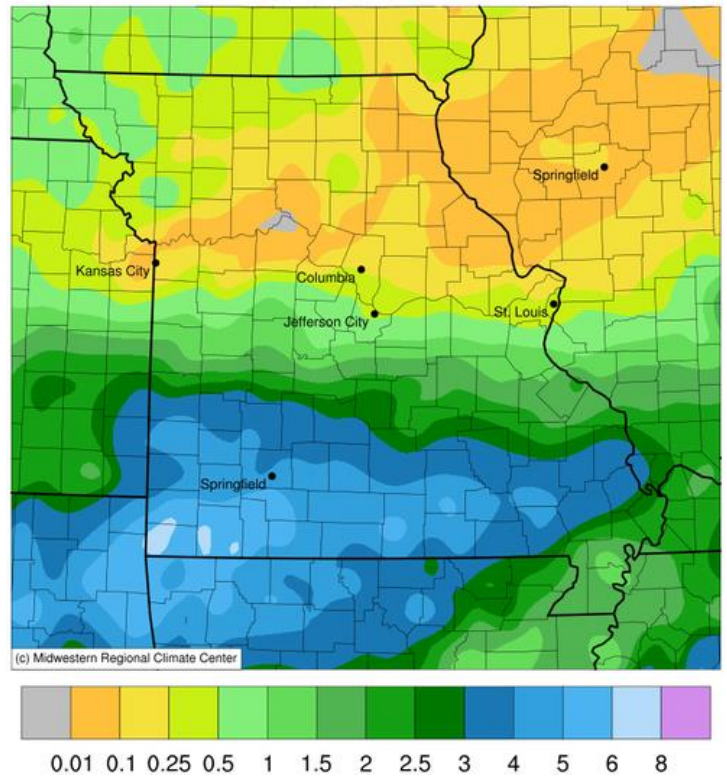 Springfield
Kansas City
Columbia
St. Louis
Jefferson City
Springfield
(c) Midwestern Regional Climate Center
0.01 0.1 0.25 0.5 1 1.5 2 2.5 3 4 5 6 8